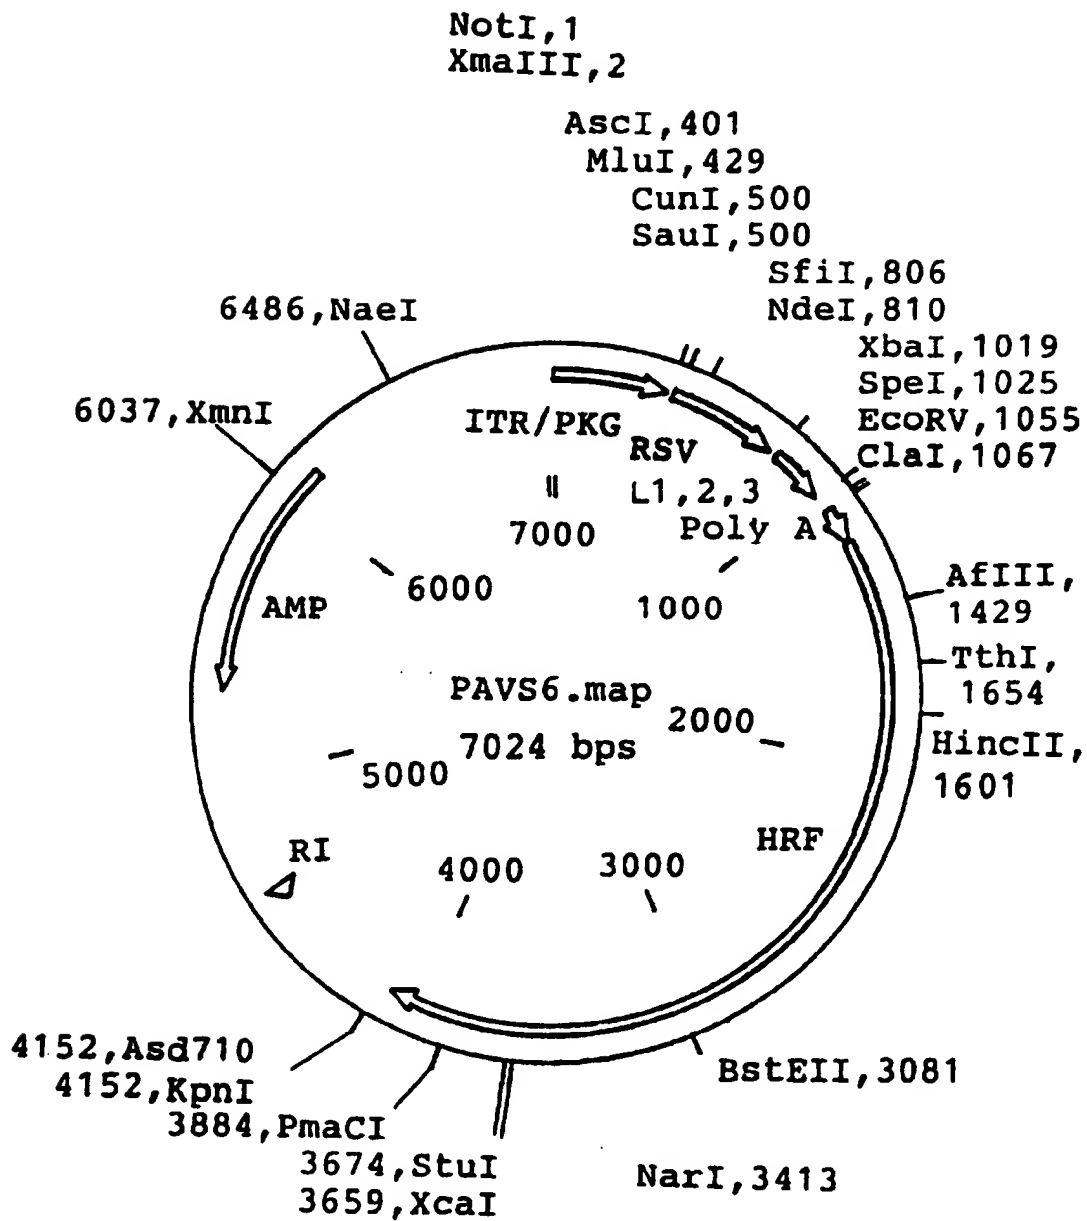 NotI,1
XmaIII,2
AscI,401
MluI,429
CunI,500
SauI,500
SfiI,806
NdeI,810
XbaI,1019
SpeI,1025
EcoRV,1055
ClaI,1067
6486,NaeI
6037,XmnI
ITR/PKG
RSV
L1,2,3
Poly A
7000
6000
1000
AMP
AfIII,
1429
TthI,
1654
HincII,
1601
PAVS6.map
7024 bps
2000
5000
HRF
RI
4000
3000
4152,Asd710
4152,KpnI
3884,PmaCI
3674,StuI
3659,XcaI
BstEII,3081
NarI,3413